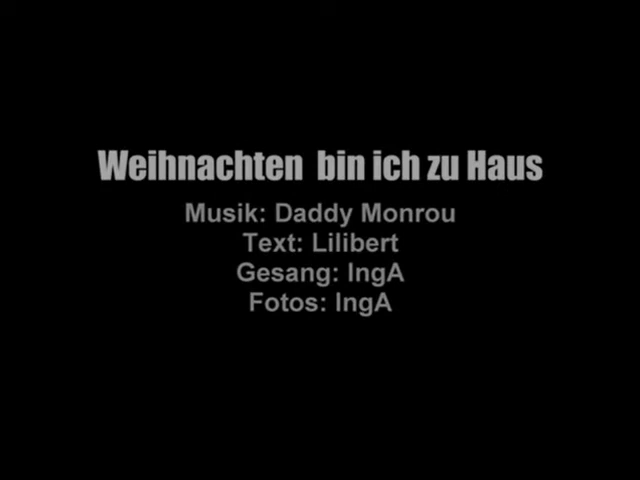 Weihnachten bin ich zu Haus
Musik: Daddy Monrou
Text: Lilibert
Gesang: IngA
Fotos: IngA